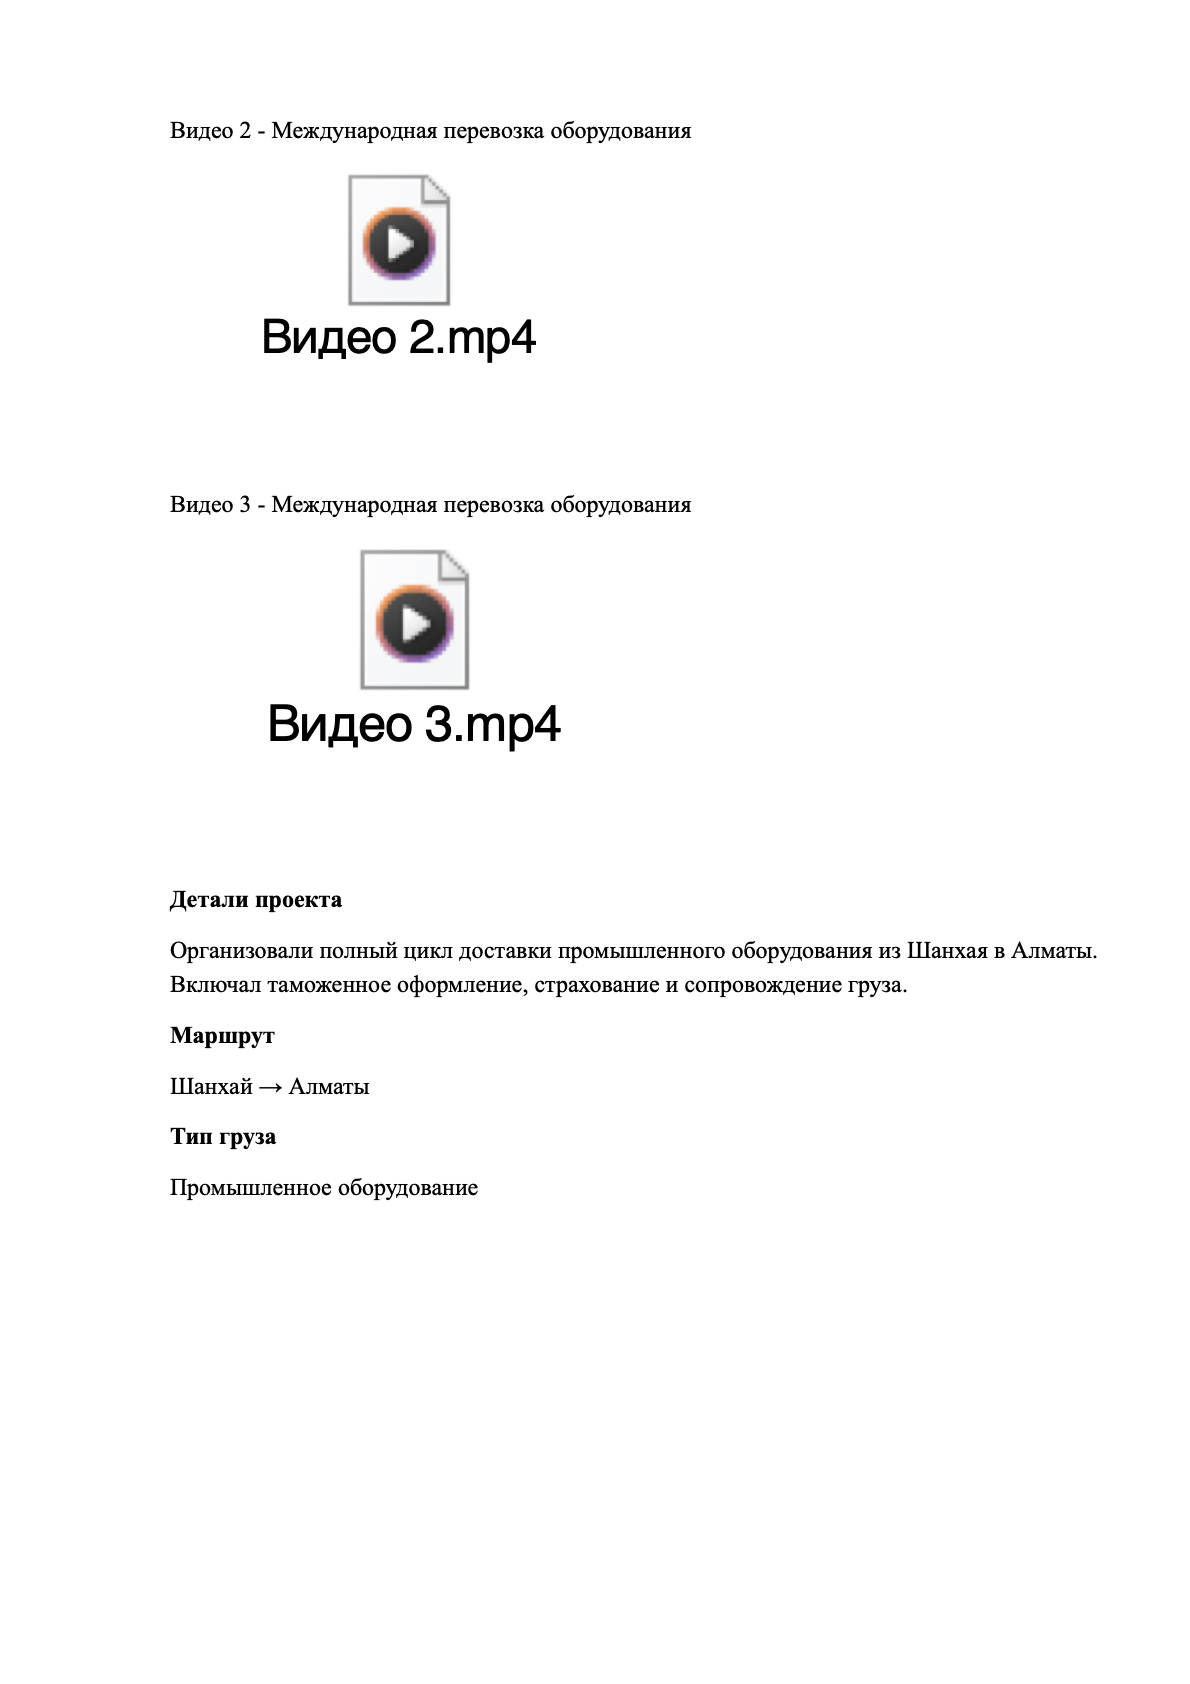 Видео 2 - Международная перевозка оборудования
Видео 2.mp4
Видео 3 - Международная перевозка оборудования
Видео 3.mp4
Детали проекта
Организовали полный цикл доставки промышленного оборудования из Шанхая в Алматы.
Включал таможенное оформление, страхование и сопровождение груза.
Маршрут
Шанхай → Алматы
Тип груза
Промышленное оборудование